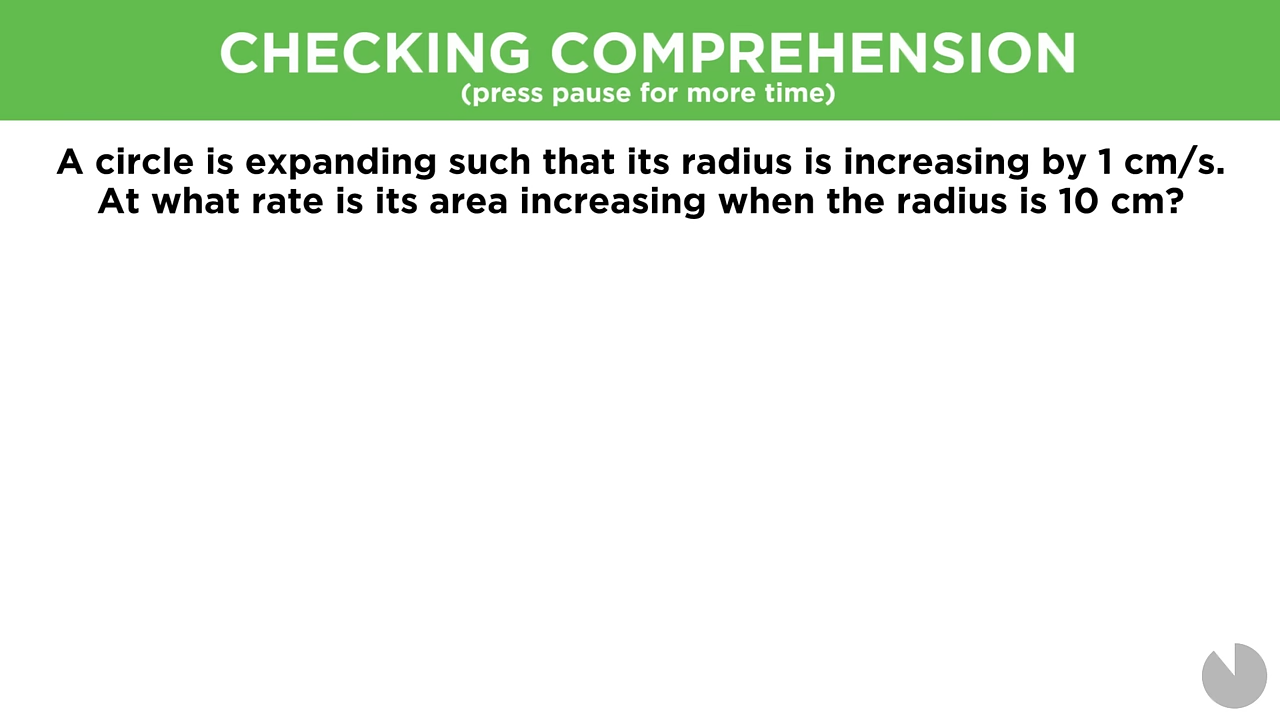 CHECKING COMPREHENSION
(press pause for more time)
A circle is expanding such that its radius is increasing by 1 cm/s.
At what rate is its area increasing when the radius is 10 cm?